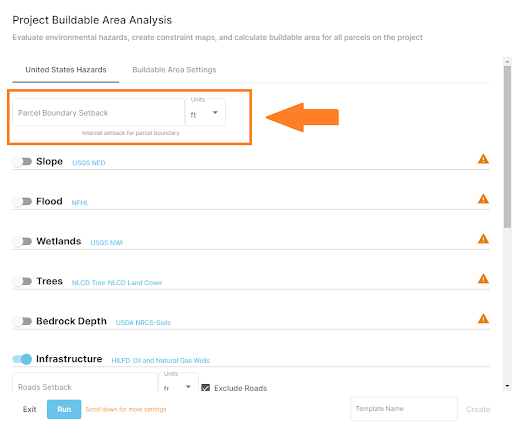 Project Buildable Area Analysis
Evaluate environmental hazards, create constraint maps, and calculate buildable area for all parcels on the project
United States Hazards Buildable Area Settings
Units
Parcel Boundary Setback ft
Internal setback for parcel boundary
Slope USGS NED
Flood NFHL
Wetlands USGS NWI
Trees NLCD Tree NLCD Land Cover
Bedrock Depth USDA NRCS-Soils
Infrastructure HILFD Oil and Natural Gas Wells
Units
Roads Setback ft Exclude Roads
Exit Run Scroll down for more settings Template Name Create